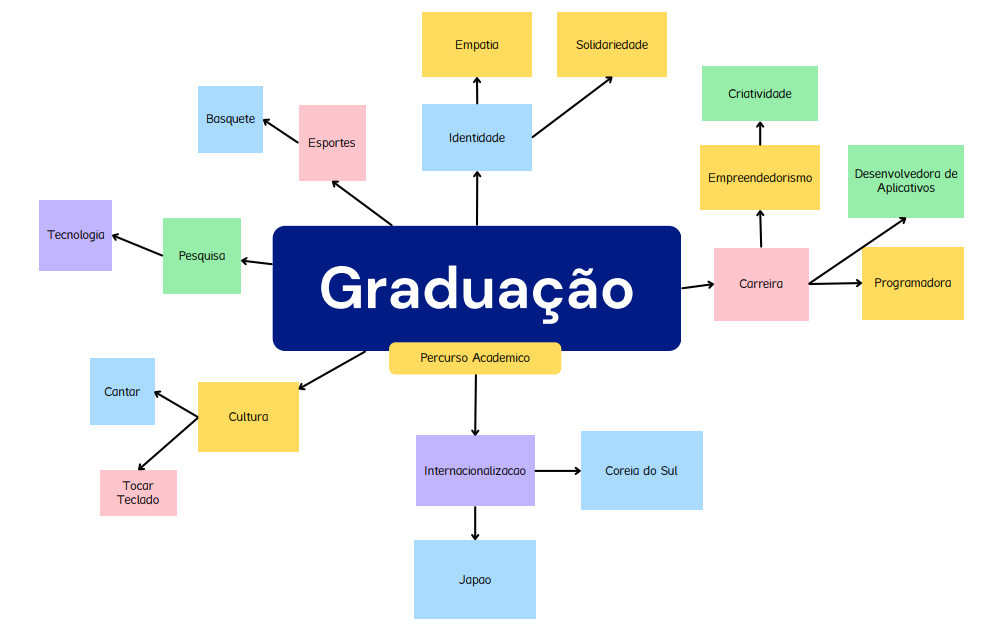 Empatia
Solidariedade
Criatividade
Basquete
Identidade
Esportes
Empreendedorismo
Desenvolvedora de
Aplicativos
Tecnologia
Pesquisa
Graduação
Carreira
Programadora
Percurso Academico
Cantar
Cultura
Internacionalizacao
Coreia do Sul
Tocar
Teclado
Japao